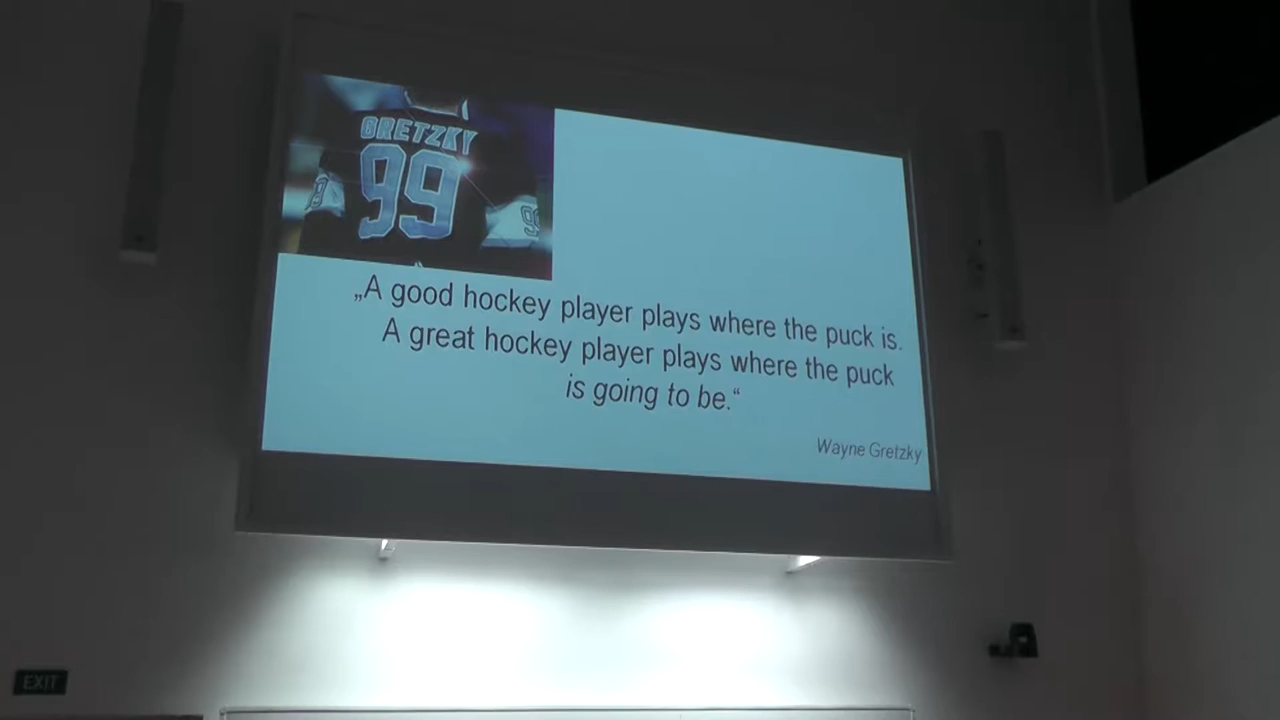 GRETZKY
99
9
„A good hockey player plays where the puck is.
A great hockey player plays where the puck
is going to be.“
Wayne Gretzky
EXIT